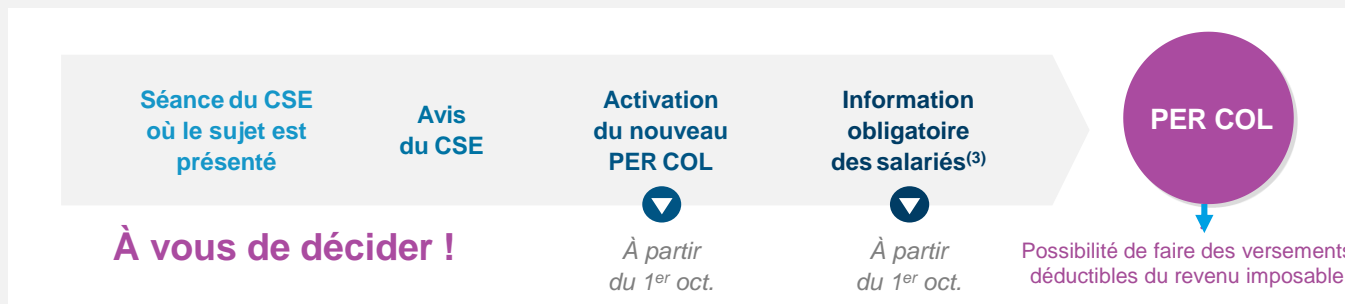 Séance du CSE
où le sujet est
présenté
Avis
du CSE
Activation
du nouveau
PER COL
Information
obligatoire
des salariés(3)
PER COL
À vous de décider !
À partir
du 1er oct.
À partir
du 1er oct.
Possibilité de faire des versements
déductibles du revenu imposable